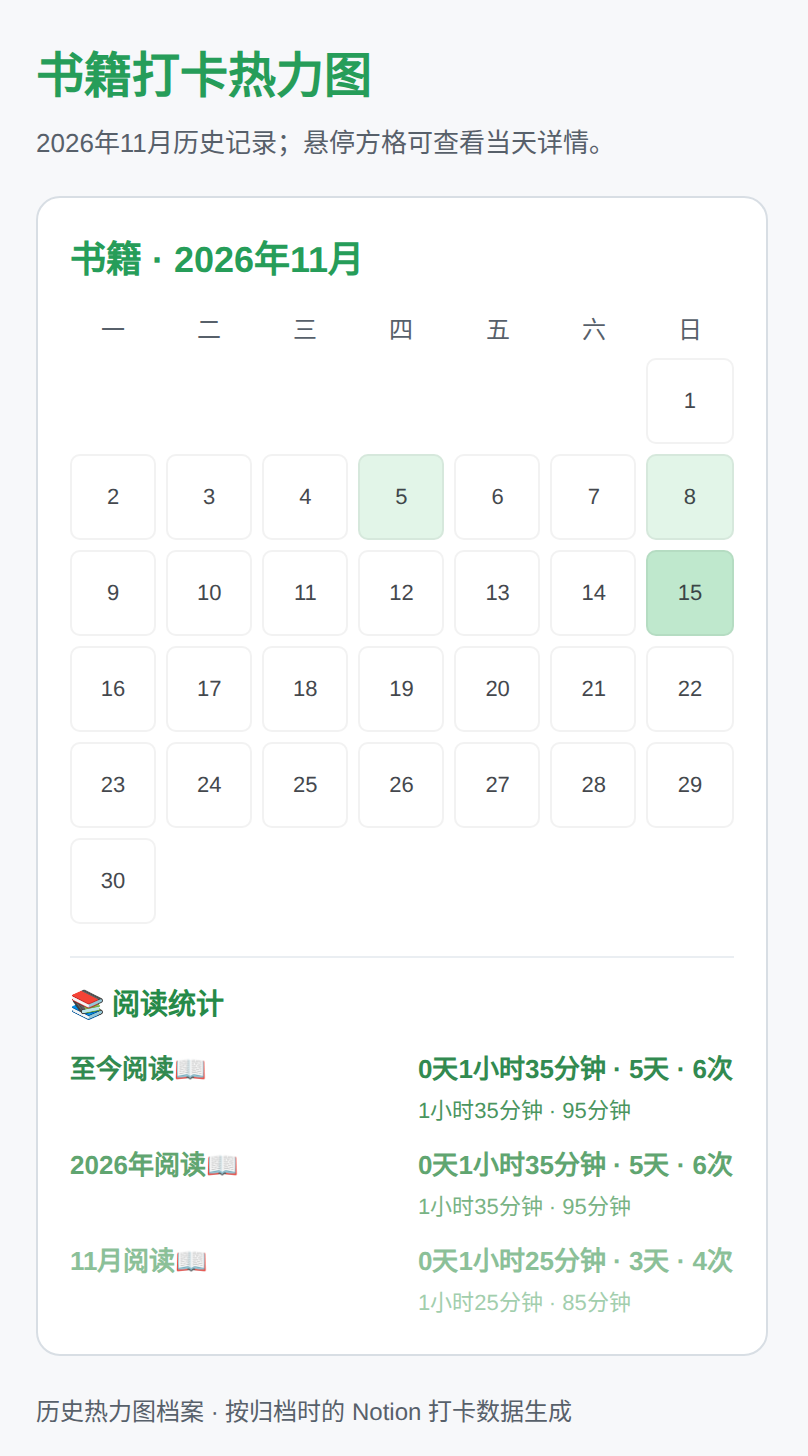 书籍打卡热力图
2026年11月历史记录；悬停方格可查看当天详情。
书籍 · 2026年11月
一 二 三 四 五 六 日
1
2 3 4 5 6 7 8
9 10 11 12 13 14 15
16 17 18 19 20 21 22
23 24 25 26 27 28 29
30
📚 阅读统计
至今阅读📖 0天1小时35分钟 · 5天 · 6次
1小时35分钟 · 95分钟
2026年阅读📖 0天1小时35分钟 · 5天 · 6次
1小时35分钟 · 95分钟
11月阅读📖 0天1小时25分钟 · 3天 · 4次
1小时25分钟 · 85分钟
历史热力图档案 · 按归档时的 Notion 打卡数据生成